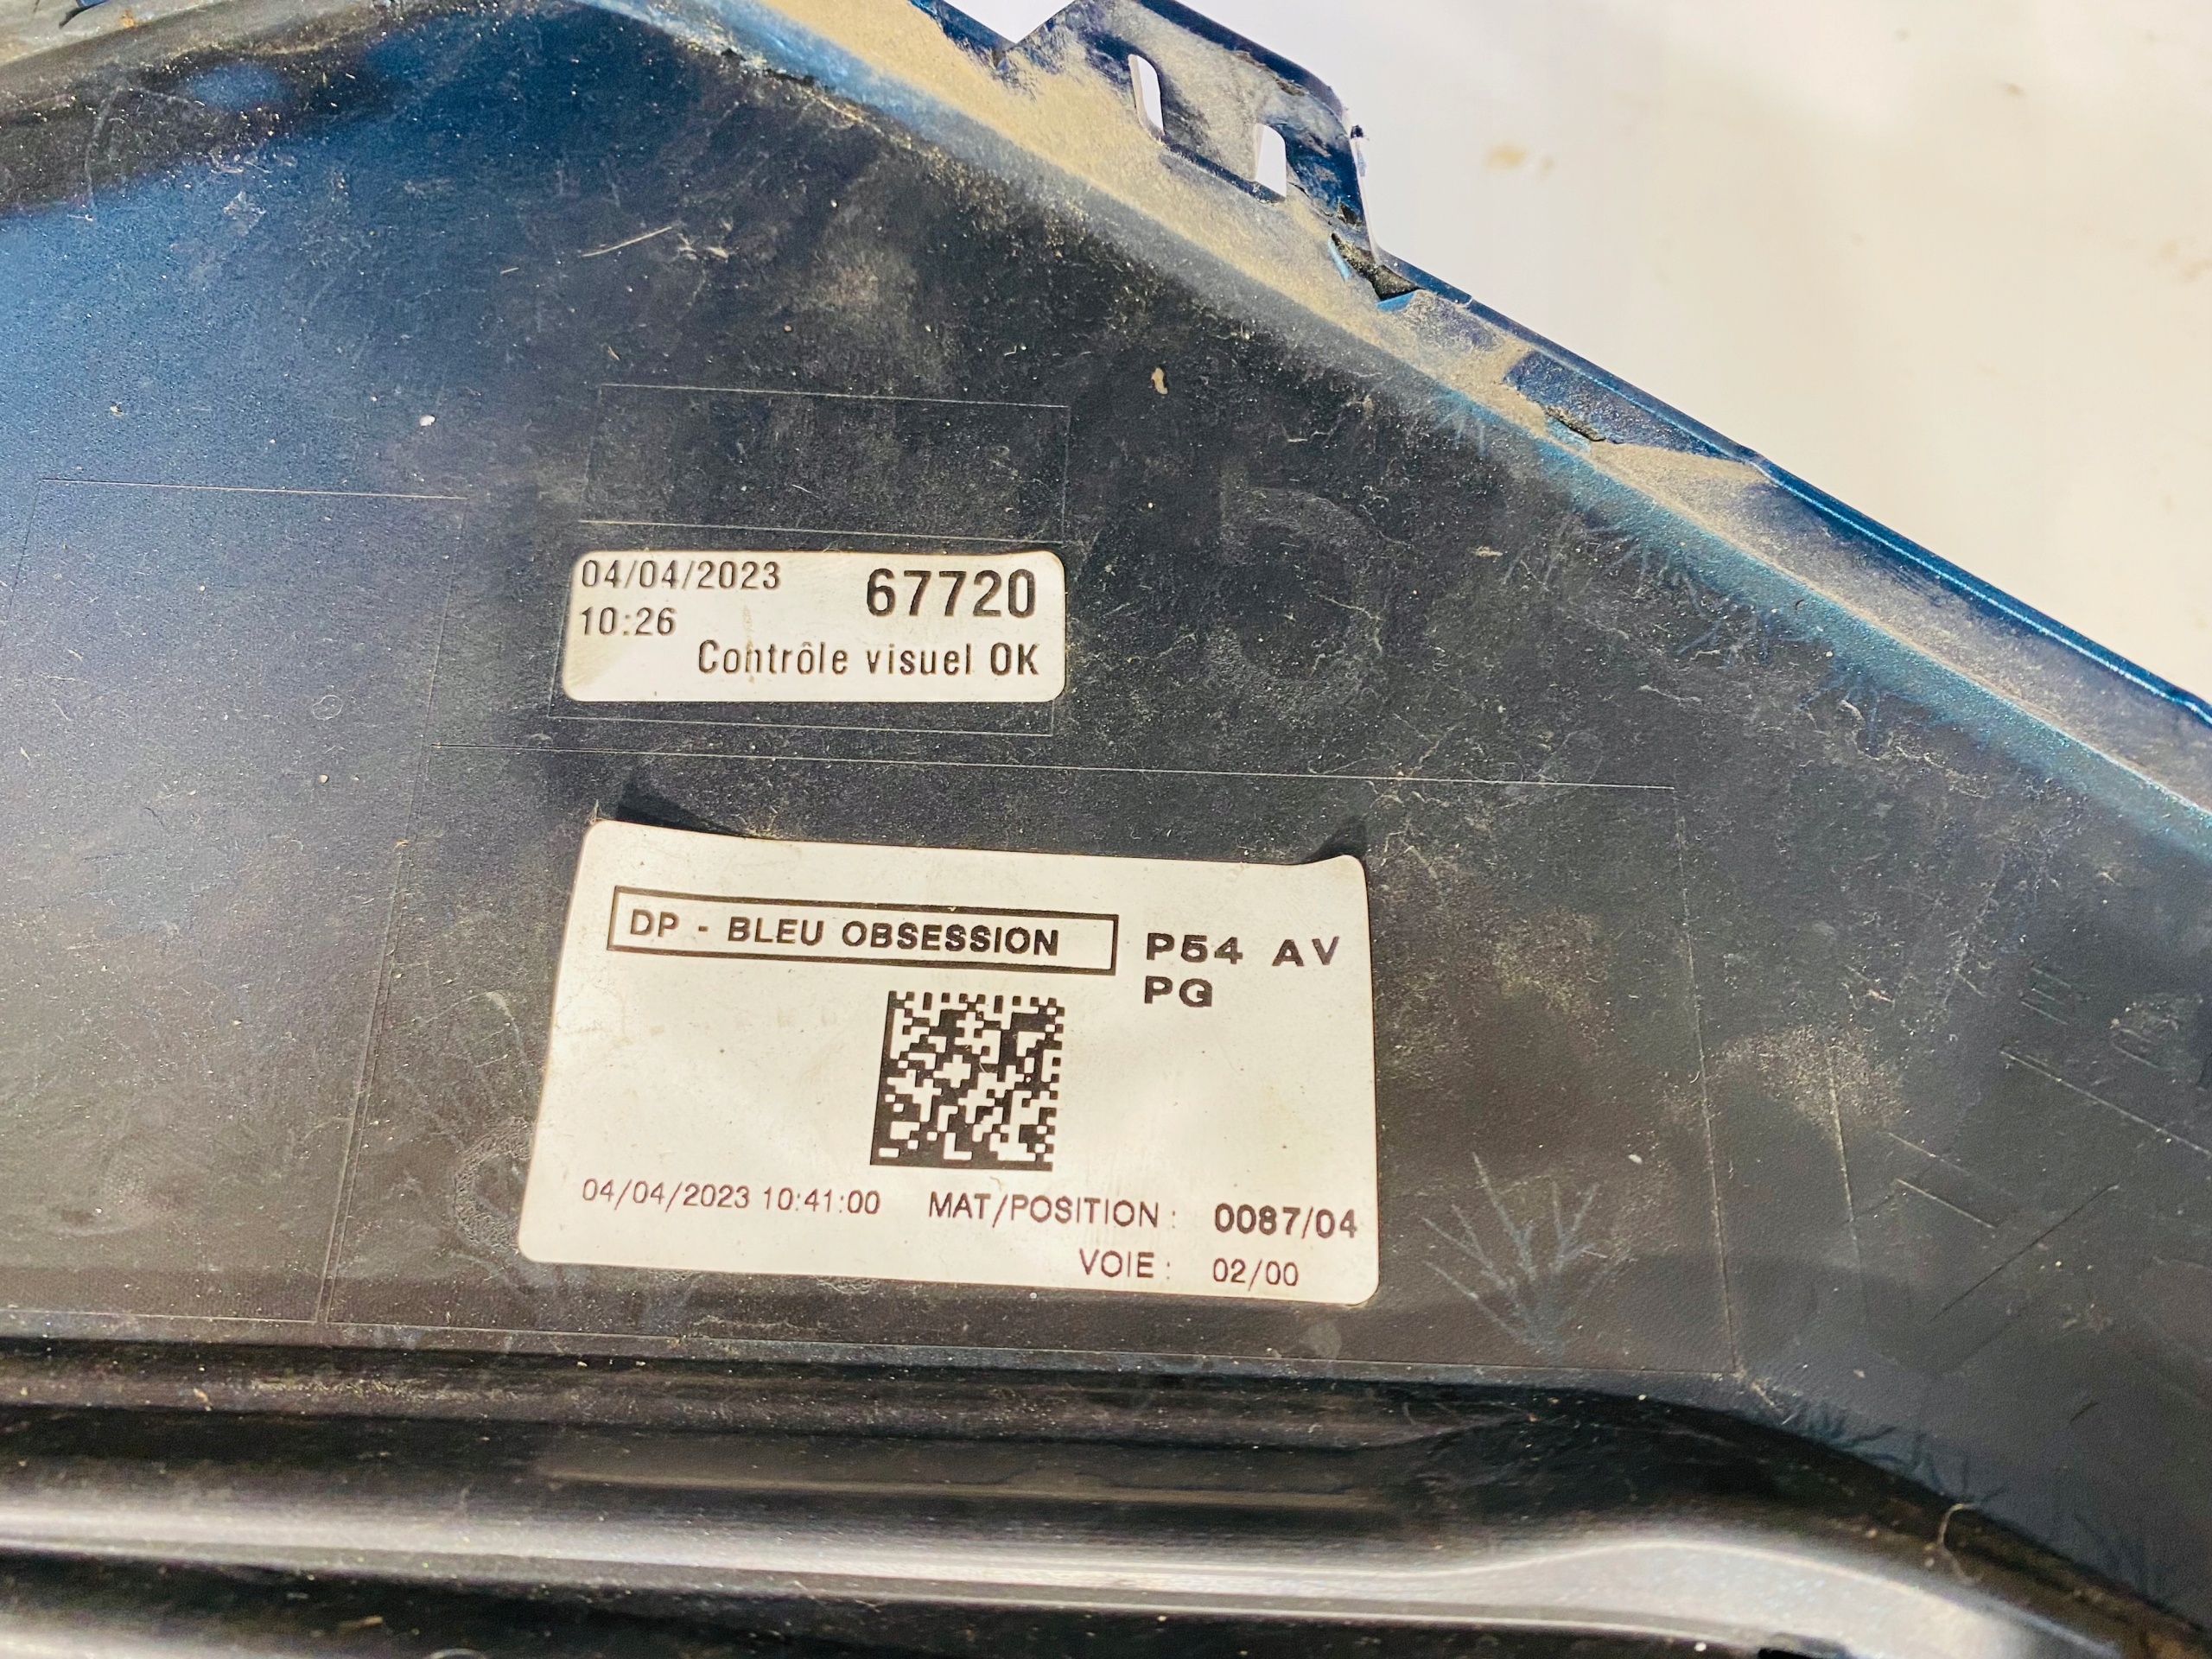 04/04/2023 67720
10:26
Contrôle visuel OK
DP - BLEU OBSESSION P54 AV
PG
04/04/2023 10:41:00 MAT/POSITION : 0087/04
VOIE : 02/00